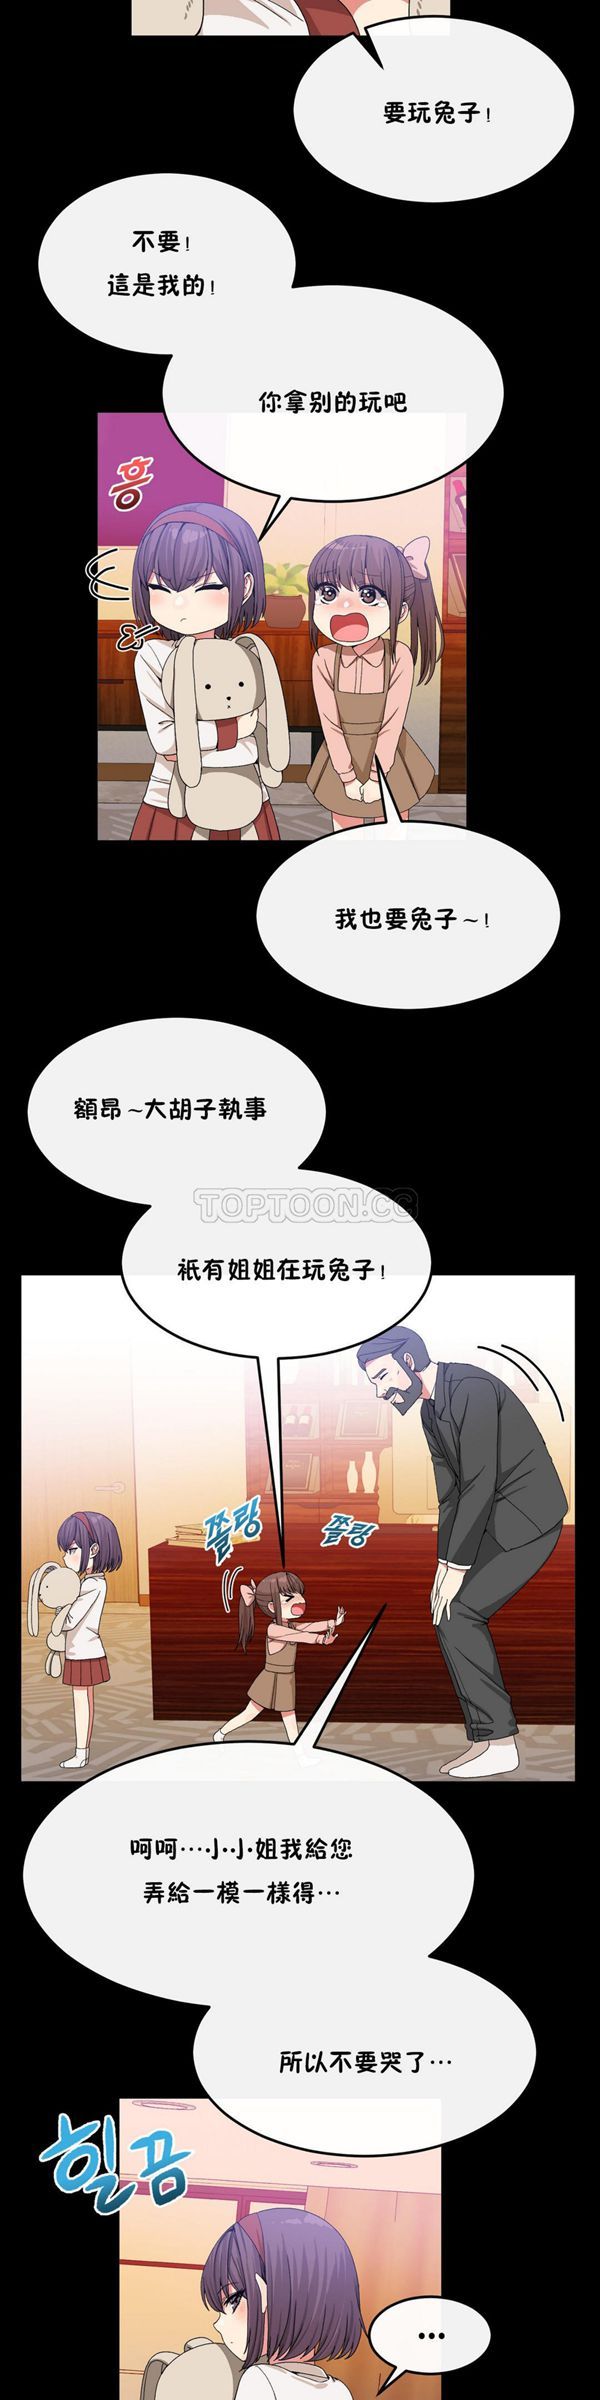 要玩兔子!
不要!
這是我的!
你拿别的玩吧
흥
我也要兔子~!
額昂~大胡子執事
TOPTOON.CC
衹有姐姐在玩兔子!
쫄랑
쫄랑
呵呵…小小姐我給您
弄給一模一樣得…
所以不要哭了…
힐끔
…